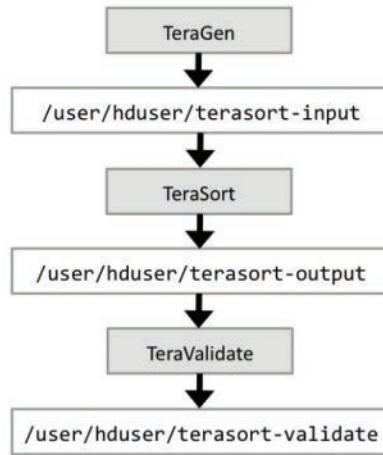 TeraGen
/user/hduser/terasort-input
TeraSort
/user/hduser/terasort-output
TeraValidate
/user/hduser/terasort-validate